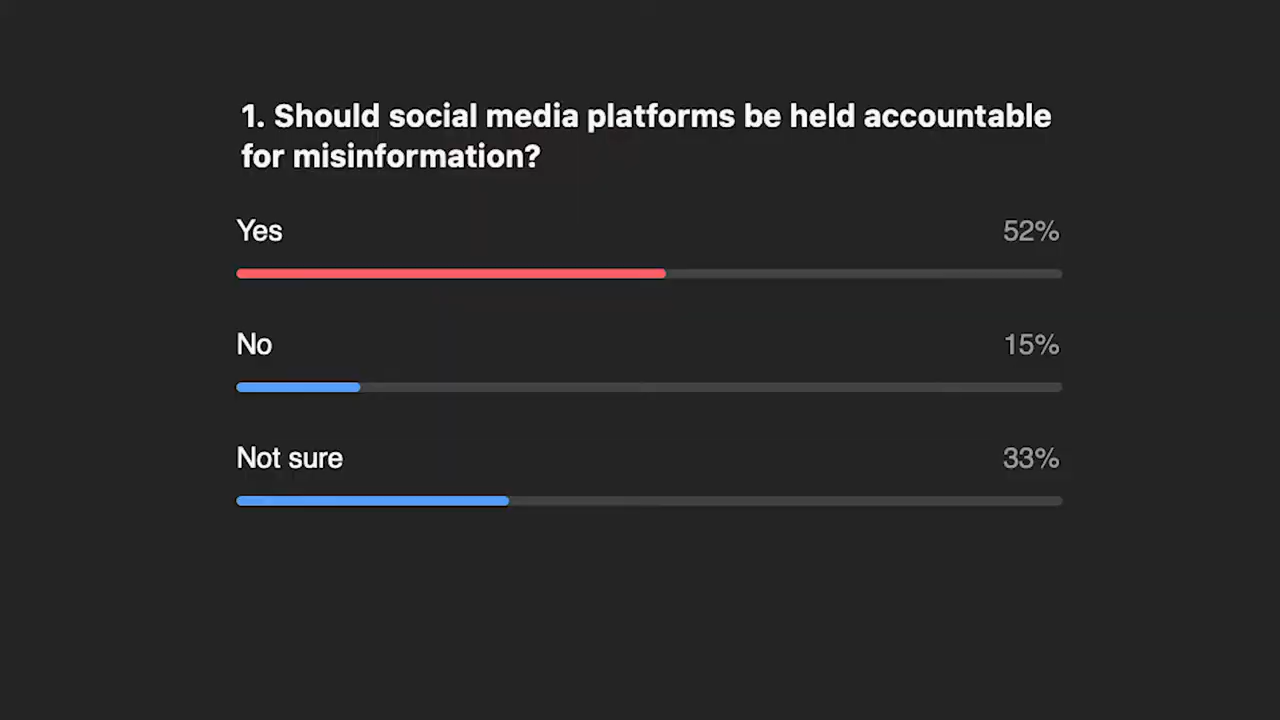 1. Should social media platforms be held accountable
for misinformation?
Yes 52%
No 15%
Not sure 33%